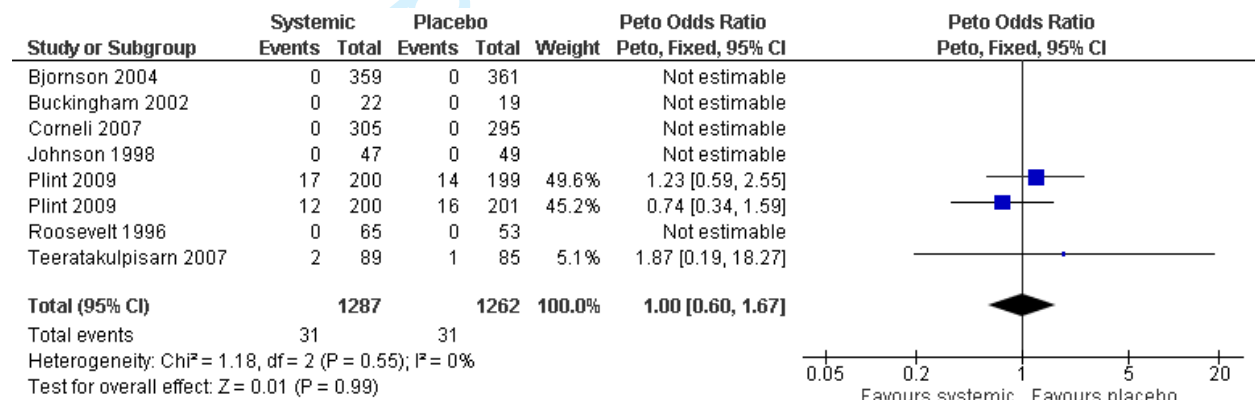 Systemic Placebo Peto Odds Ratio Peto Odds Ratio
Study or Subgroup Events Total Events Total Weight Peto, Fixed, 95% CI Peto, Fixed, 95% CI
Bjornson 2004 0 359 0 361 Not estimable
Buckingham 2002 0 22 0 19 Not estimable
Corneli 2007 0 305 0 295 Not estimable
Johnson 1998 0 47 0 49 Not estimable
Plint 2009 17 200 14 199 49.6% 1.23 [0.59, 2.55]
Plint 2009 12 200 16 201 45.2% 0.74 [0.34, 1.59]
Roosevelt 1996 0 65 0 53 Not estimable
Teeratakulpisarn 2007 2 89 1 85 5.1% 1.87 [0.19, 18.27]
Total (95% CI) 1287 1262 100.0% 1.00 [0.60, 1.67]
Total events 31 31
Heterogeneity: Chi² = 1.18, df = 2 (P = 0.55); I² = 0%
Test for overall effect: Z = 0.01 (P = 0.99)
0.05 0.2 1 5 20
Favours systemic Favours placebo